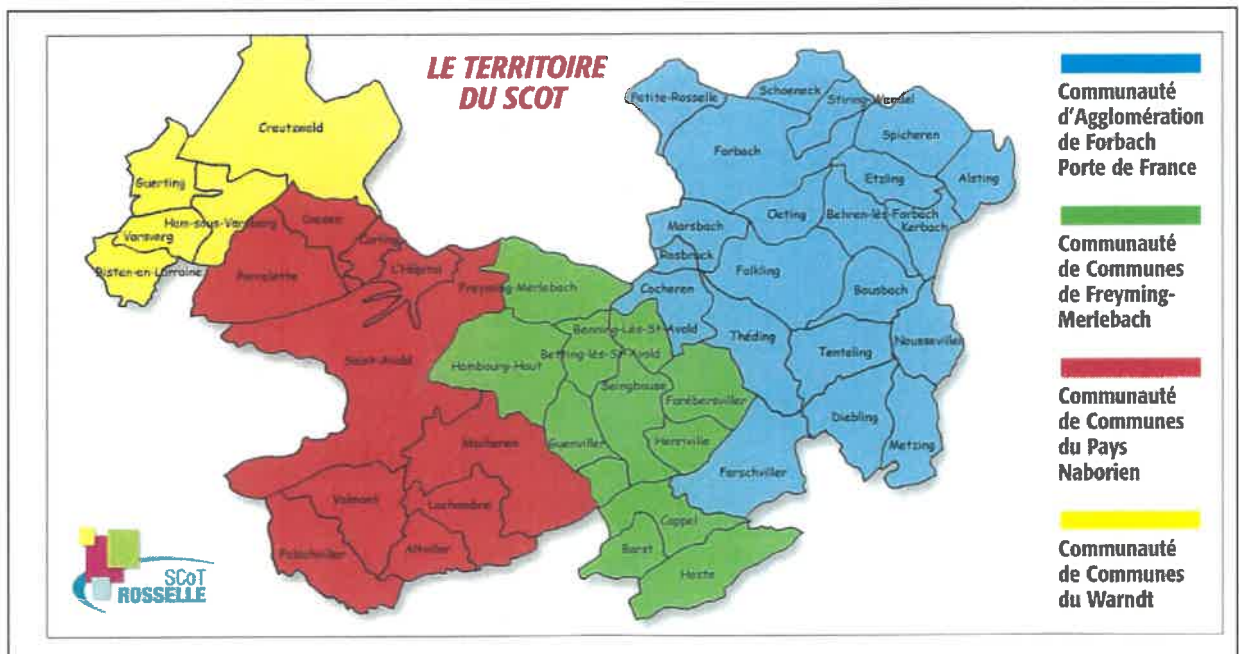 LE TERRITOIRE
DU SCOT
Petite-Rosselle
Schoeneck
Stiring-Wendel
Creutzwald
Forbach
Spicheren
Guerting
Etzling
Alsting
Ham-sous-Varsberg
Oeting
Behren-lès-Forbach
Kerbach
Morsbach
Rosbruck
Carling
Bisten-en-Lorraine
Porcelette
L'Hôpital
Folkling
Freyming-Merlebach
Cocheren
Bousbach
Benning-Lès-St-Avold
Théding
Nousseviller
Betting-lès-St-Avold
Tenteling
Saint-Avold
Hombourg-Haut
Seingbouse
Farébersviller
Diebling
Macheren
Guenviller
Henriville
Metzing
Farschviller
Valmont
Lachambre
Cappel
Folschviller
Altviller
Barst
Hoste
SCoT
ROSSELLE
Communauté
d'Agglomération
de Forbach
Porte de France
Communauté
de Communes
de Freyming-
Merlebach
Communauté
de Communes
du Pays
Naborien
Communauté
de Communes
du Warndt